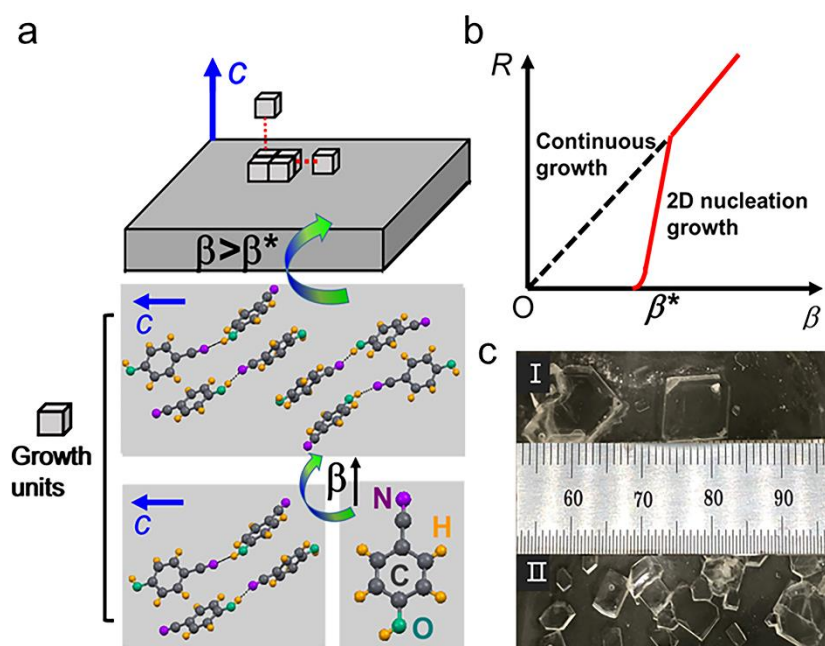 a
C
β>β*
C
Growth
units
C
β
N
H
C
O
b
R
Continuous
growth
2D nucleation
growth
O
β*
β
c
I
60 70 80 90
II